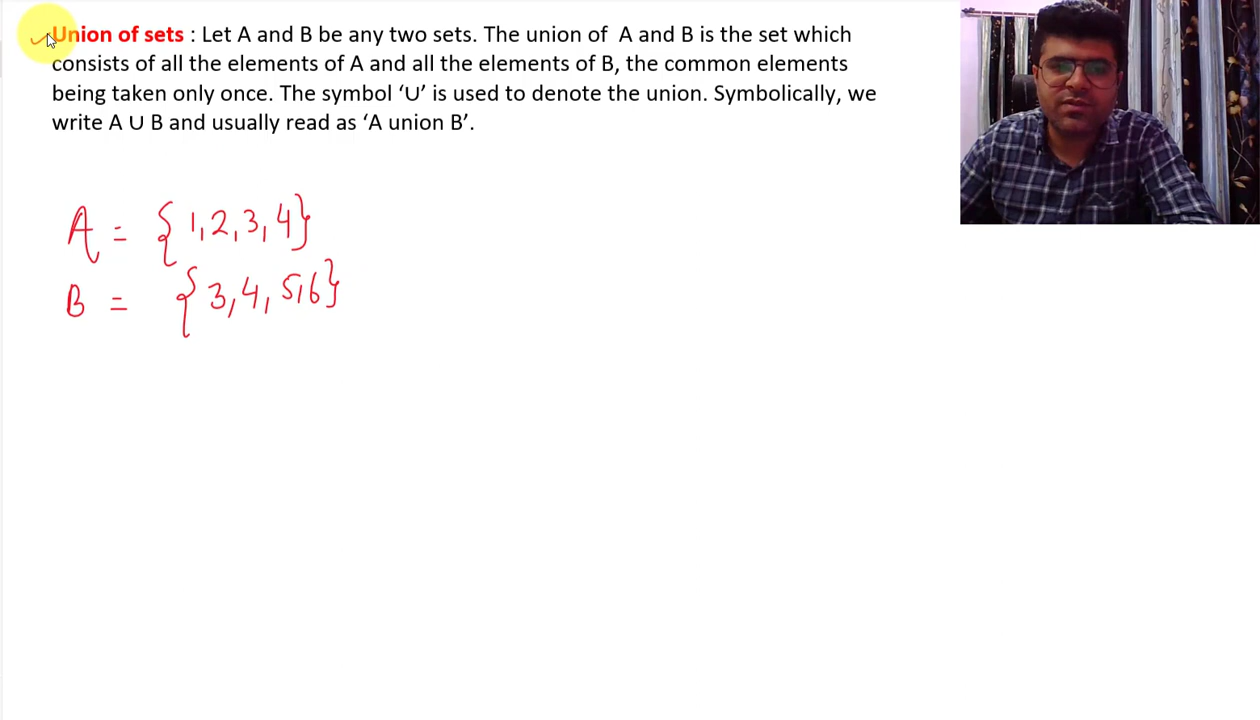 Union of sets : Let A and B be any two sets. The union of A and B is the set which
consists of all the elements of A and all the elements of B, the common elements
being taken only once. The symbol ‘∪’ is used to denote the union. Symbolically, we
write A ∪ B and usually read as ‘A union B’.
A = {1,2,3,4}
B = {3,4,5,6}